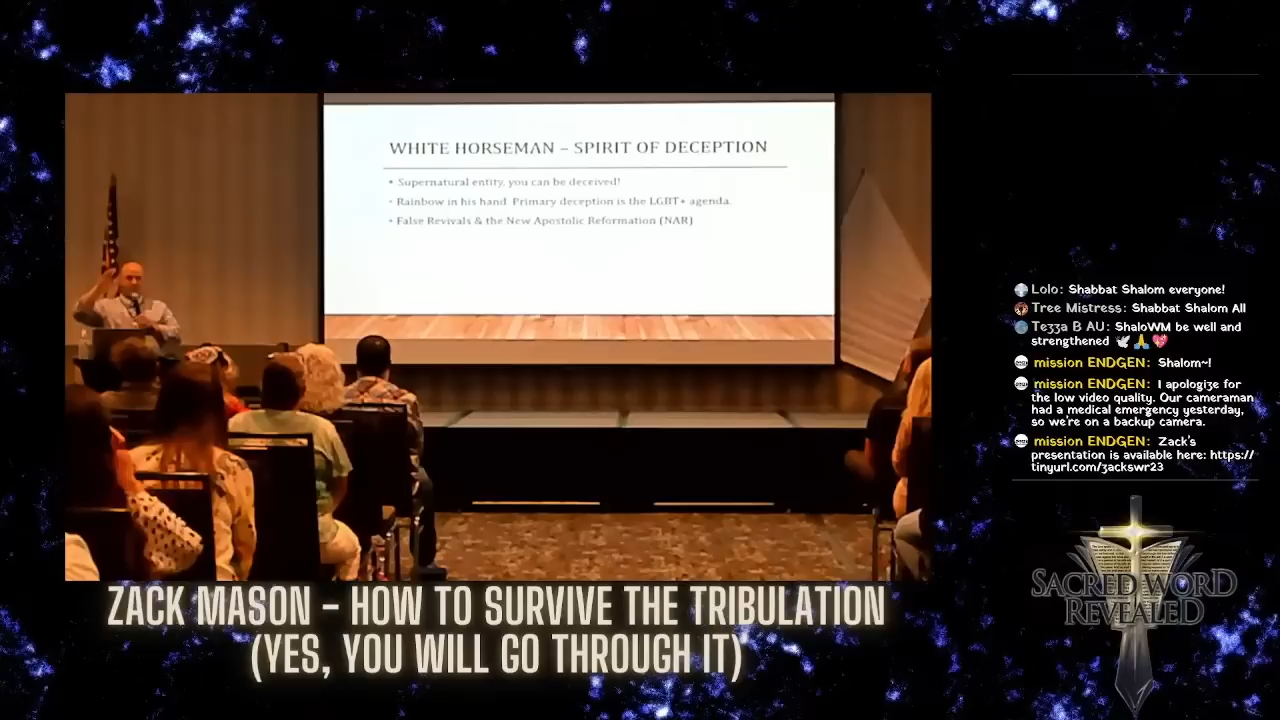 WHITE HORSEMAN – SPIRIT OF DECEPTION
• Supernatural entity, you can be deceived!
• Rainbow in his hand Primary deception is the LGBT+ agenda.
• False Revivals & the New Apostolic Reformation (NAR)
Lolo: Shabbat Shalom everyone!
Tree Mistress: Shabbat Shalom All
Tezza B AU: ShaloWM be well and
strengthened 🕊️🙏💖
mission ENDGEN: Shalom~!
mission ENDGEN: I apologize for
the low video quality. Our cameraman
had a medical emergency yesterday,
so we're on a backup camera.
mission ENDGEN: Zack's
presentation is available here: https://
tinyurl.com/zackswr23
SACRED WORD
REVEALED
ZACK MASON – HOW TO SURVIVE THE TRIBULATION
(YES, YOU WILL GO THROUGH IT)